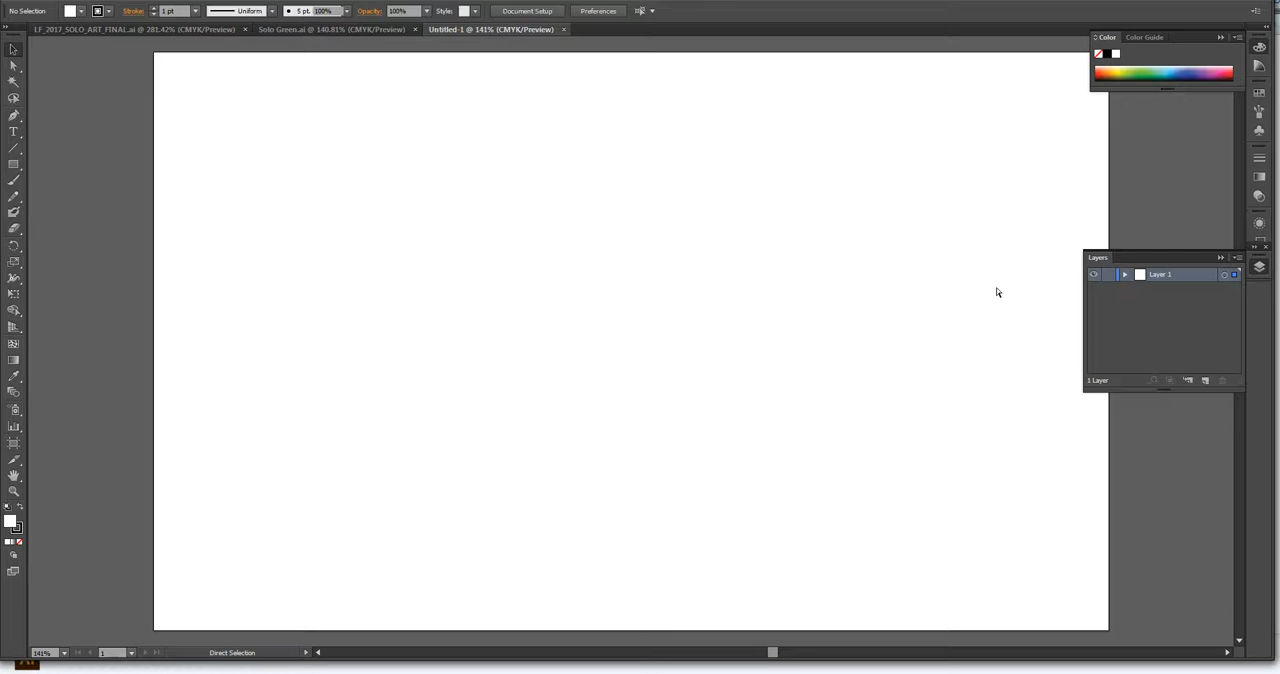 No Selection Stroke: 1 pt Uniform 5 pt. 100% Opacity: 100% Style: Document Setup Preferences
LF_2017_SOLO_ART_FINAL.ai @ 281.42% (CMYK/Preview) Solo Green.ai @ 140.81% (CMYK/Preview) Untitled-1 @ 141% (CMYK/Preview)
Color Color Guide
Layers
Layer 1
1 Layer
141% 1 Direct Selection